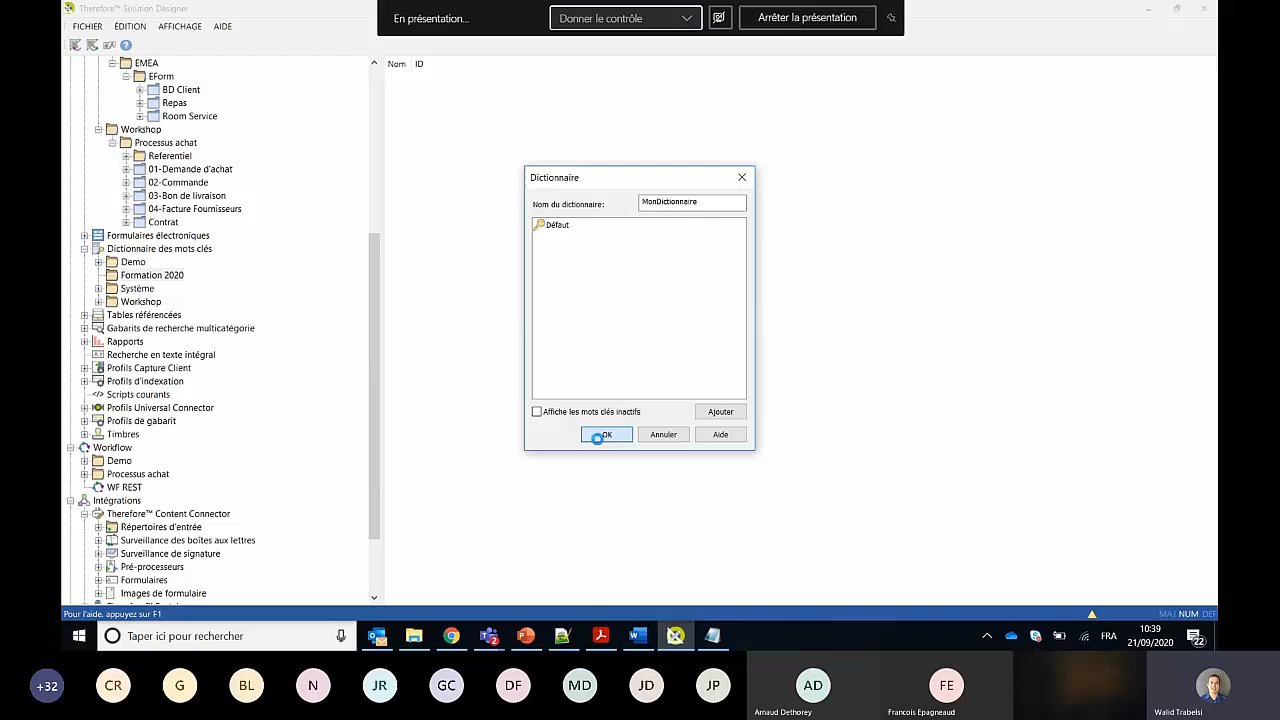 Therefore™ Solution Designer
En présentation...
Donner le contrôle
Arrêter la présentation
FICHIER ÉDITION AFFICHAGE AIDE
EMEA
EForm
BD Client
Repas
Room Service
Workshop
Processus achat
Referentiel
01-Demande d'achat
02-Commande
03-Bon de livraison
04-Facture Fournisseurs
Contrat
Formulaires électroniques
Dictionnaire des mots clés
Demo
Formation 2020
Système
Workshop
Tables référencées
Gabarits de recherche multicatégorie
Rapports
Recherche en texte intégral
Profils Capture Client
Profils d'indexation
Scripts courants
Profils Universal Connector
Profils de gabarit
Timbres
Workflow
Demo
Processus achat
WF REST
Intégrations
Therefore™ Content Connector
Répertoires d'entrée
Surveillance des boîtes aux lettres
Surveillance de signature
Pré-processeurs
Formulaires
Images de formulaire
Nom ID
Dictionnaire
Nom du dictionnaire: MonDictionnaire
Défaut
Affiche les mots clés inactifs Ajouter
OK Annuler Aide
Pour l'aide, appuyez sur F1
MAJ NUM DEF
Taper ici pour rechercher
FRA
10:39
21/09/2020
22
+32 CR G BL N JR GC DF MD JD JP AD FE
Arnaud Dethorey Francois Epagneaud Walid Trabelsi